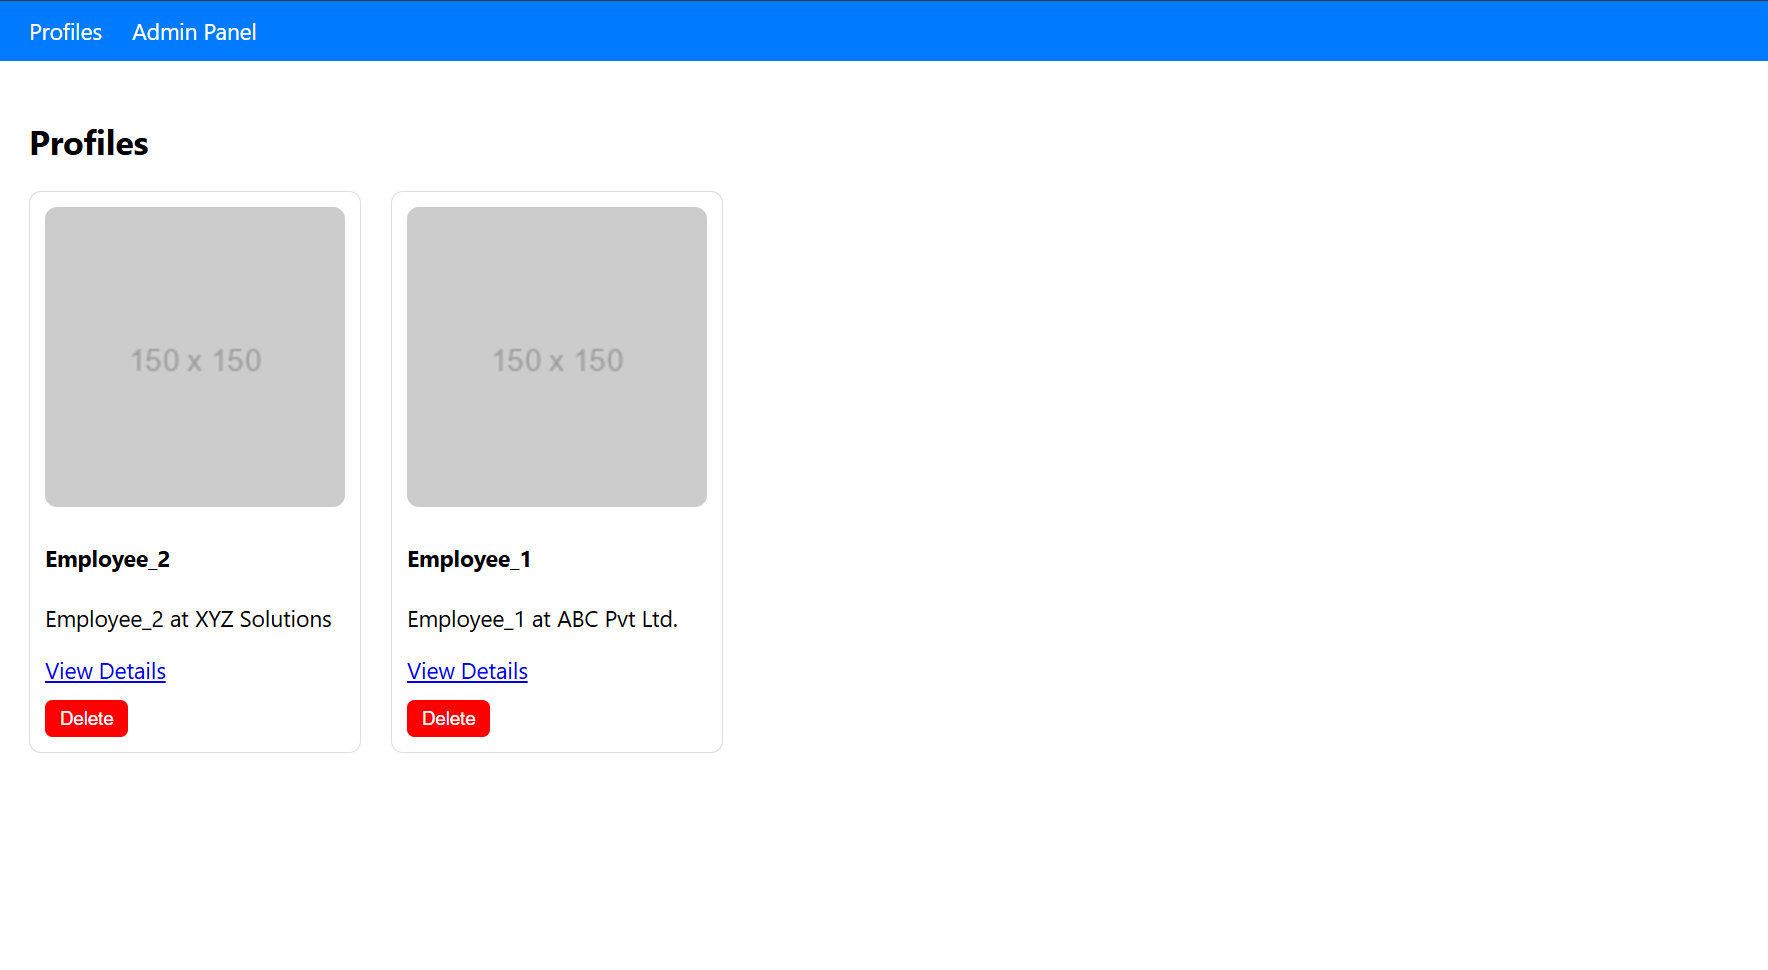 Profiles Admin Panel
Profiles
150 x 150
Employee_2
Employee_2 at XYZ Solutions
View Details
Delete
150 x 150
Employee_1
Employee_1 at ABC Pvt Ltd.
View Details
Delete